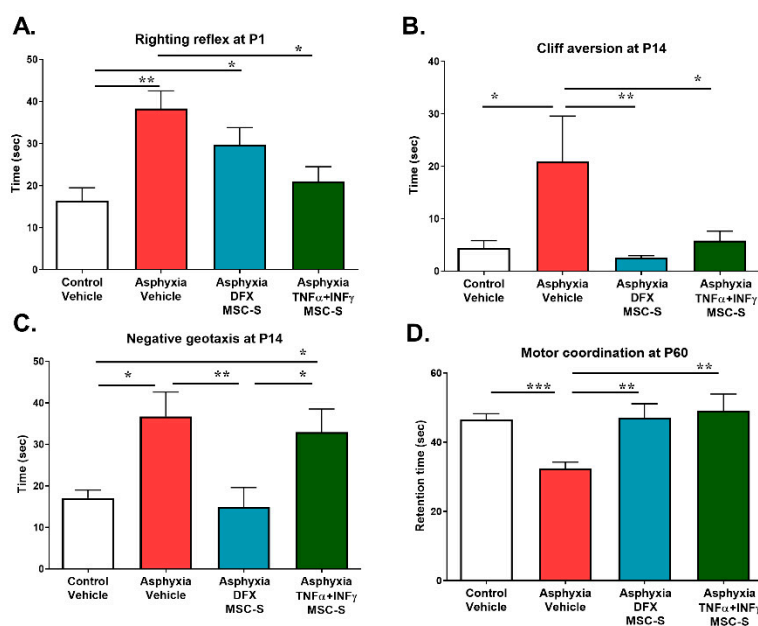 A.
Righting reflex at P1
*
*
**
Time (sec)
50
40
30
20
10
0
Control Vehicle
Asphyxia Vehicle
Asphyxia DFX MSC-S
Asphyxia TNFα+INFγ MSC-S
B.
Cliff aversion at P14
*
*
**
Time (sec)
40
30
20
10
0
Control Vehicle
Asphyxia Vehicle
Asphyxia DFX MSC-S
Asphyxia TNFα+INFγ MSC-S
C.
Negative geotaxis at P14
*
*
**
*
Time (sec)
50
40
30
20
10
0
Control Vehicle
Asphyxia Vehicle
Asphyxia DFX MSC-S
Asphyxia TNFα+INFγ MSC-S
D.
Motor coordination at P60
**
***
**
Retention time (sec)
60
40
20
0
Control Vehicle
Asphyxia Vehicle
Asphyxia DFX MSC-S
Asphyxia TNFα+INFγ MSC-S